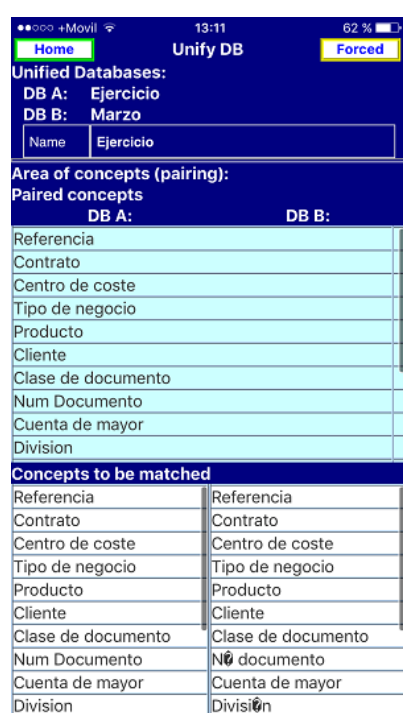 +Movil 13:11 62 %
Home Unify DB Forced
Unified Databases:
DB A: Ejercicio
DB B: Marzo
Name Ejercicio
Area of concepts (pairing):
Paired concepts
DB A: DB B:
Referencia
Contrato
Centro de coste
Tipo de negocio
Producto
Cliente
Clase de documento
Num Documento
Cuenta de mayor
Division
Concepts to be matched
Referencia Referencia
Contrato Contrato
Centro de coste Centro de coste
Tipo de negocio Tipo de negocio
Producto Producto
Cliente Cliente
Clase de documento Clase de documento
Num Documento N� documento
Cuenta de mayor Cuenta de mayor
Division Divisi�n